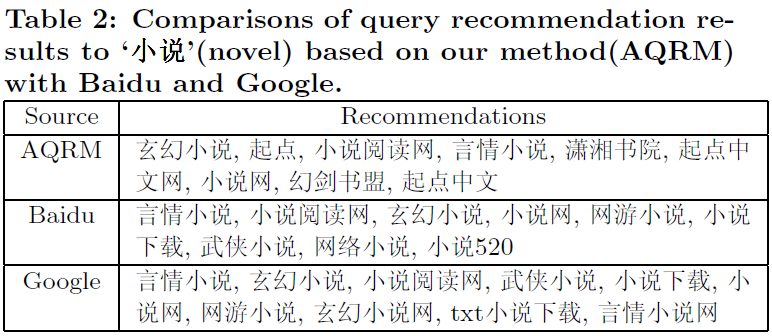 Table 2: Comparisons of query recommendation re-
sults to ‘小说’(novel) based on our method(AQRM)
with Baidu and Google.
Source Recommendations
AQRM 玄幻小说, 起点, 小说阅读网, 言情小说, 潇湘书院, 起点中
文网, 小说网, 幻剑书盟, 起点中文
Baidu 言情小说, 小说阅读网, 玄幻小说, 小说网, 网游小说, 小说
下载, 武侠小说, 网络小说, 小说520
Google 言情小说, 玄幻小说, 小说阅读网, 武侠小说, 小说下载, 小
说网, 网游小说, 玄幻小说网, txt小说下载, 言情小说网